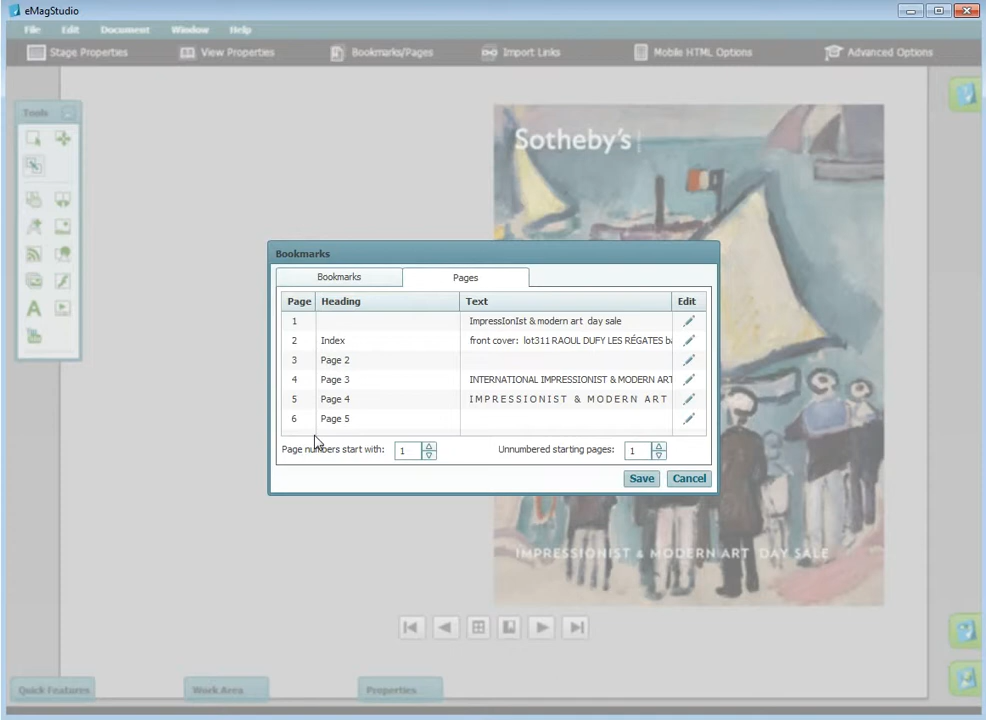 eMagStudio
File Edit Document Window Help
Stage Properties View Properties Bookmarks/Pages Import Links Mobile HTML Options Advanced Options
Tools
Sotheby's
Bookmarks
Bookmarks Pages
Page Heading Text Edit
1 ImpressIonIst & modern art day sale
2 Index front cover: lot311 RAOUL DUFY LES RÉGATES ba
3 Page 2
4 Page 3 INTERNATIONAL IMPRESSIONIST & MODERN ART
5 Page 4 IMPRESSIONIST & MODERN ART
6 Page 5
Page numbers start with: 1 Unnumbered starting pages: 1
Save Cancel
IMPRESSIONIST & MODERN ART DAY SALE
Quick Features Work Area Properties